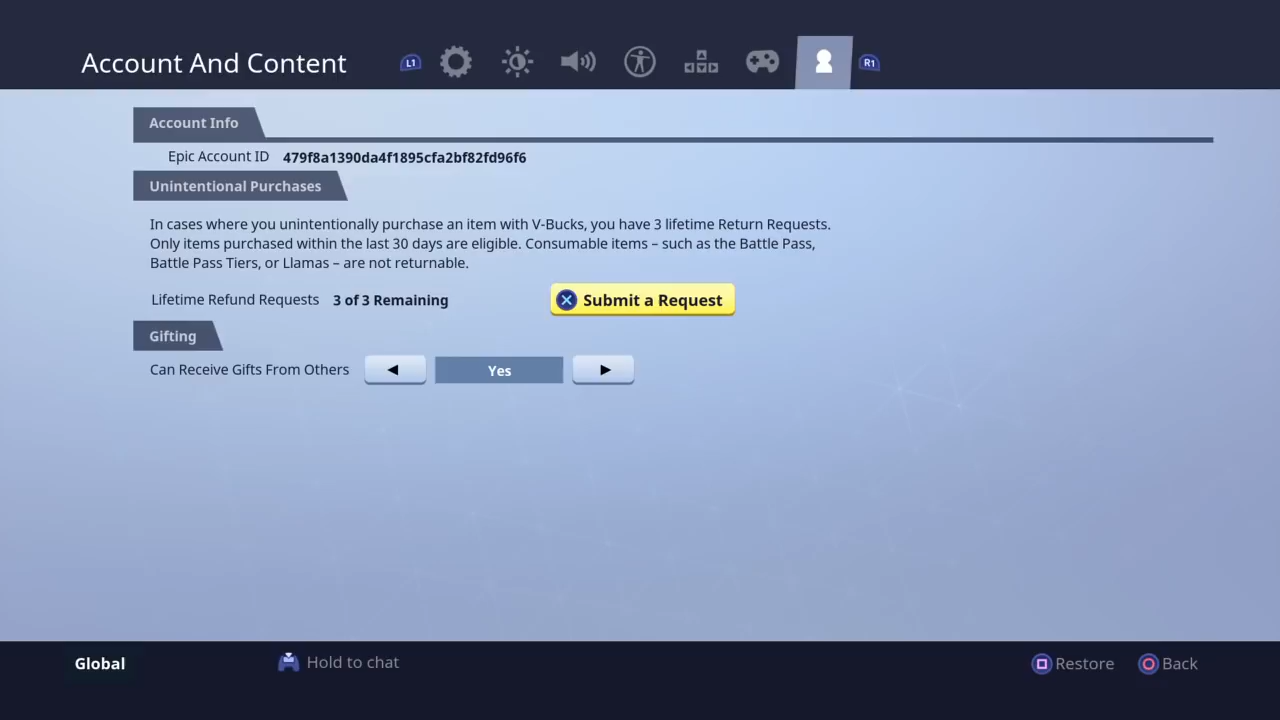 Account And Content
L1
R1
Account Info
Epic Account ID 479f8a1390da4f1895cfa2bf82fd96f6
Unintentional Purchases
In cases where you unintentionally purchase an item with V-Bucks, you have 3 lifetime Return Requests.
Only items purchased within the last 30 days are eligible. Consumable items – such as the Battle Pass,
Battle Pass Tiers, or Llamas – are not returnable.
Lifetime Refund Requests 3 of 3 Remaining Submit a Request
Gifting
Can Receive Gifts From Others Yes
Global Hold to chat Restore Back